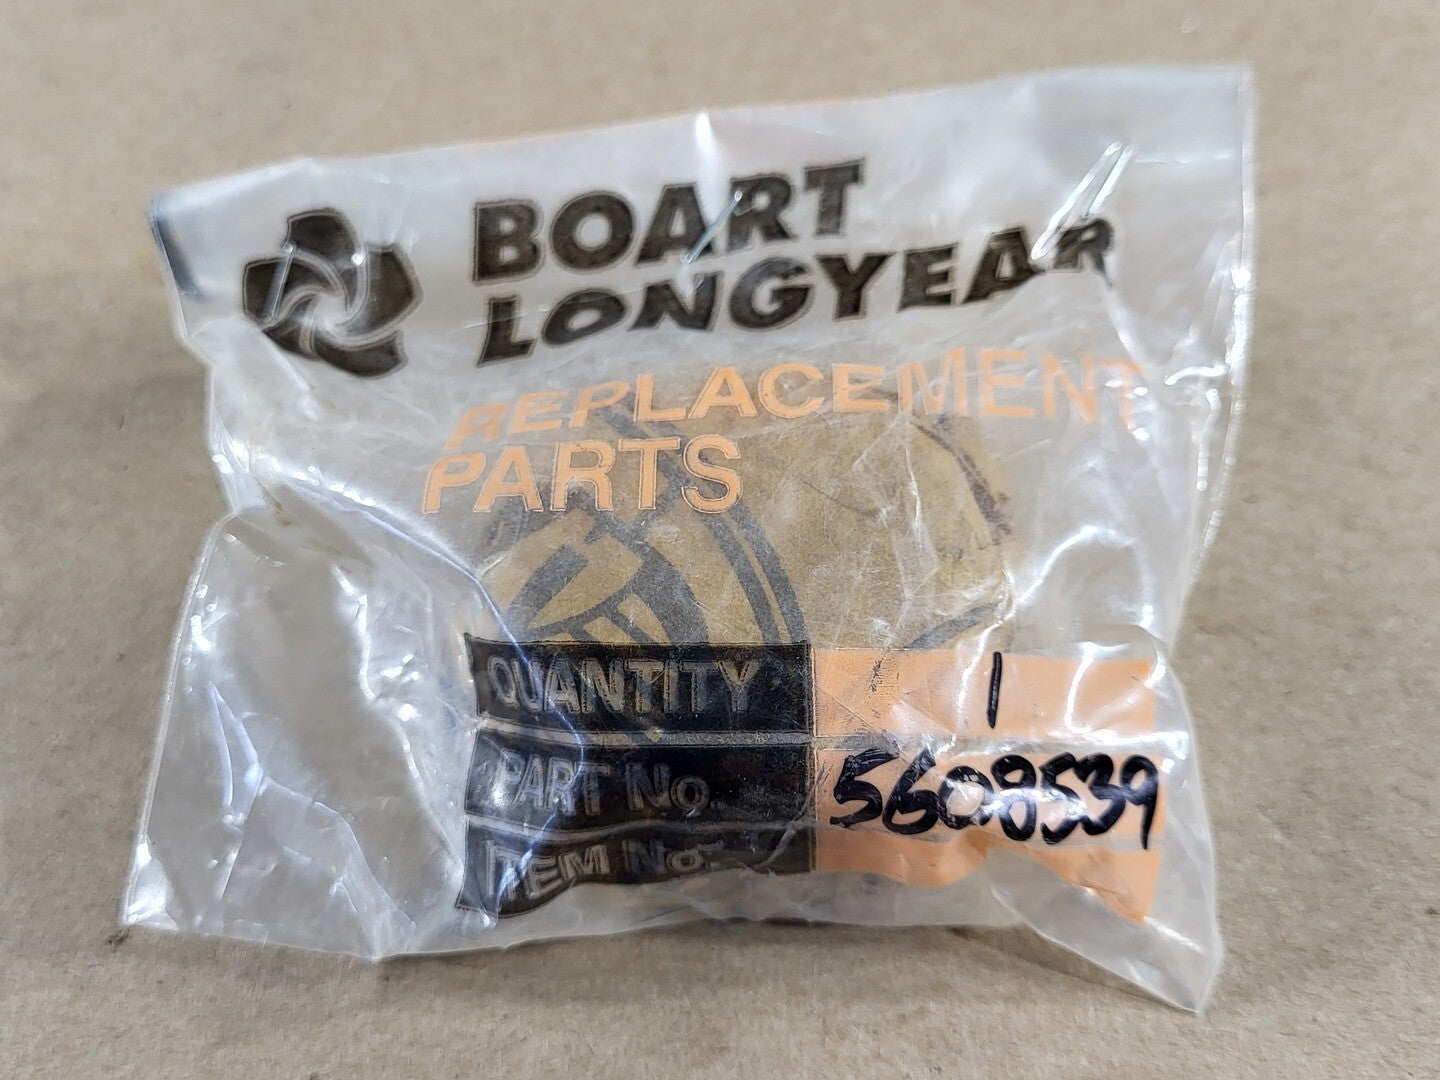 BOART
LONGYEAR
REPLACEMENT
PARTS
QUANTITY 1
PART No. 5608539
ITEM No.